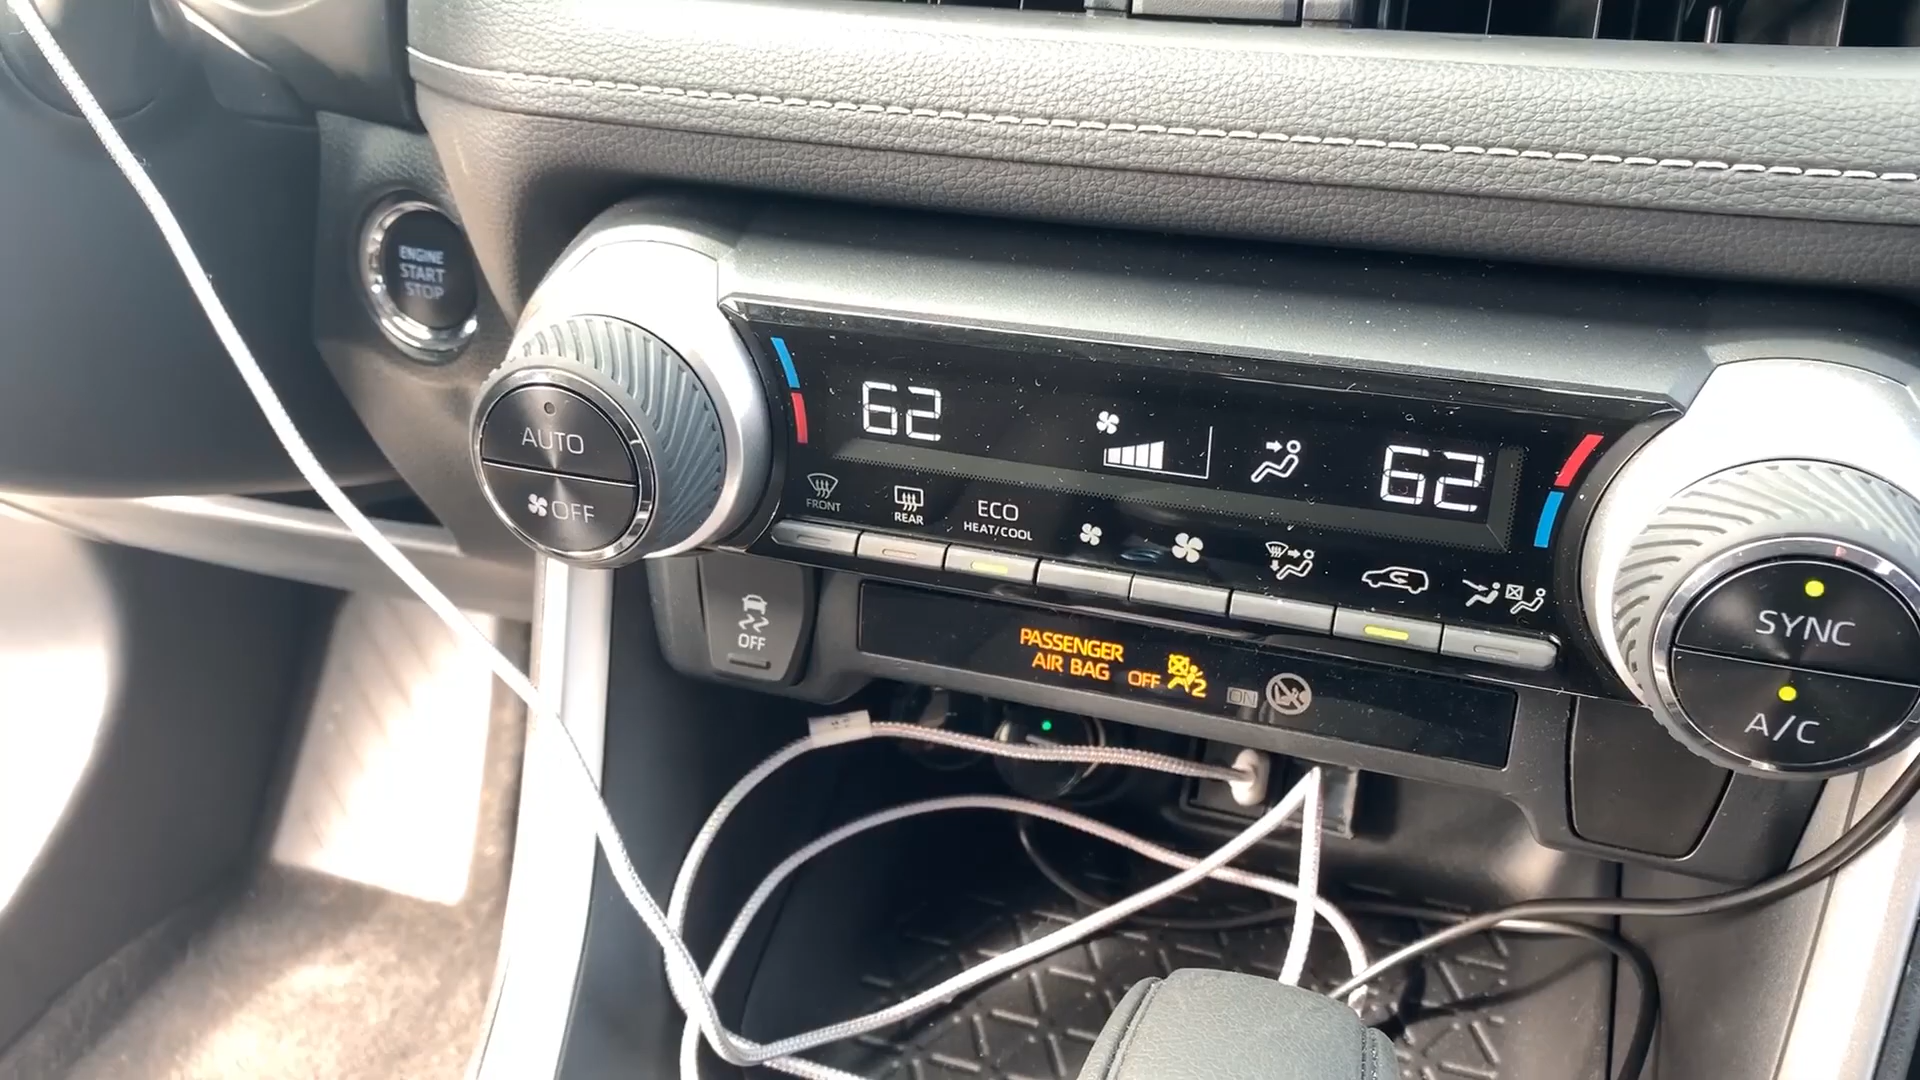 ENGINE
START
STOP
AUTO
OFF
62
62
FRONT
REAR
ECO
HEAT/COOL
OFF
PASSENGER
AIR BAG OFF 2 ON
SYNC
A/C